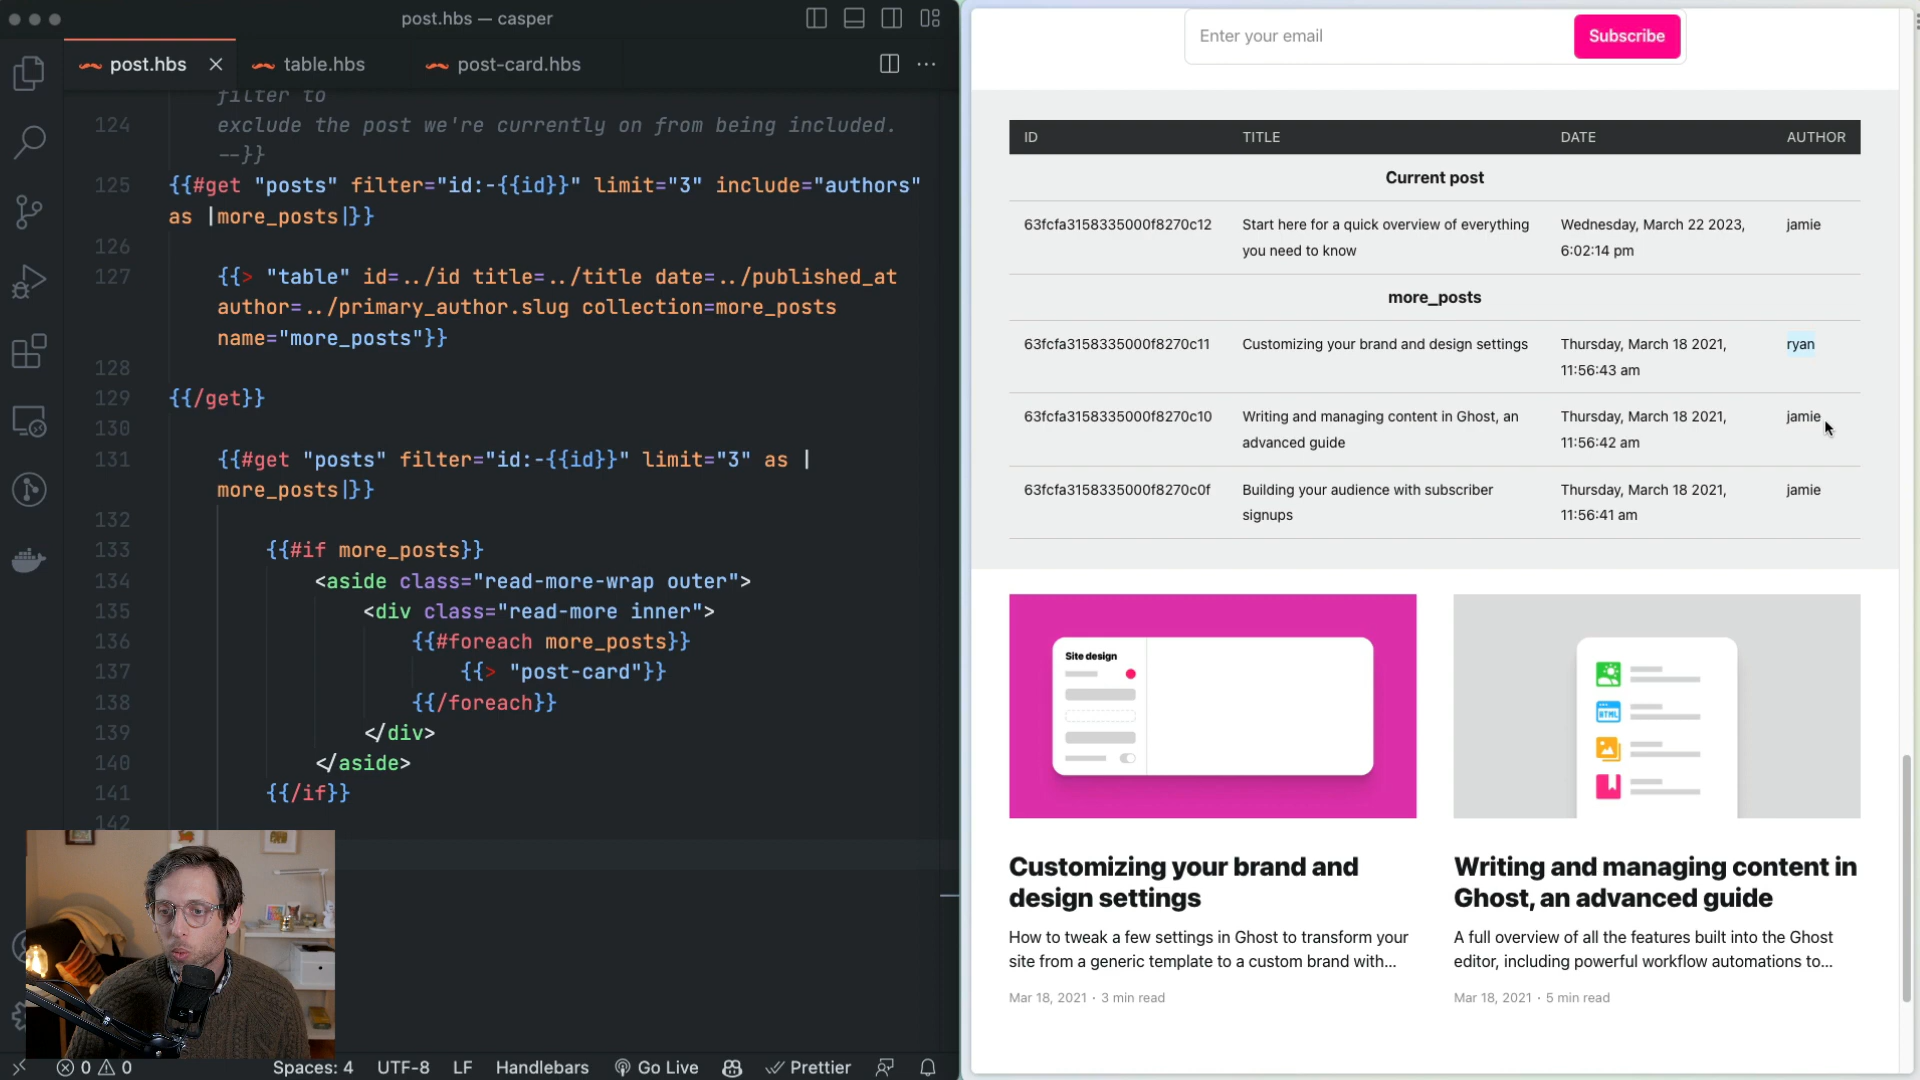 post.hbs — casper
post.hbs
table.hbs
post-card.hbs
filter to
124 exclude the post we're currently on from being included.
--}}
125 {{#get "posts" filter="id:-{{id}}" limit="3" include="authors"
as |more_posts|}}
126
127 {{> "table" id=../id title=../title date=../published_at
author=../primary_author.slug collection=more_posts
name="more_posts"}}
128
129 {{/get}}
130
131 {{#get "posts" filter="id:-{{id}}" limit="3" as |
more_posts|}}
132
133 {{#if more_posts}}
134 <aside class="read-more-wrap outer">
135 <div class="read-more inner">
136 {{#foreach more_posts}}
137 {{> "post-card"}}
138 {{/foreach}}
139 </div>
140 </aside>
141 {{/if}}
142
0 0
Spaces: 4
UTF-8
LF
Handlebars
Go Live
Prettier
Enter your email
Subscribe
ID TITLE DATE AUTHOR
Current post
63fcfa3158335000f8270c12 Start here for a quick overview of everything Wednesday, March 22 2023, jamie
you need to know 6:02:14 pm
more_posts
63fcfa3158335000f8270c11 Customizing your brand and design settings Thursday, March 18 2021, ryan
11:56:43 am
63fcfa3158335000f8270c10 Writing and managing content in Ghost, an Thursday, March 18 2021, jamie
advanced guide 11:56:42 am
63fcfa3158335000f8270c0f Building your audience with subscriber Thursday, March 18 2021, jamie
signups 11:56:41 am
Site design
HTML
Customizing your brand and
design settings
How to tweak a few settings in Ghost to transform your
site from a generic template to a custom brand with...
Mar 18, 2021 • 3 min read
Writing and managing content in
Ghost, an advanced guide
A full overview of all the features built into the Ghost
editor, including powerful workflow automations to...
Mar 18, 2021 • 5 min read